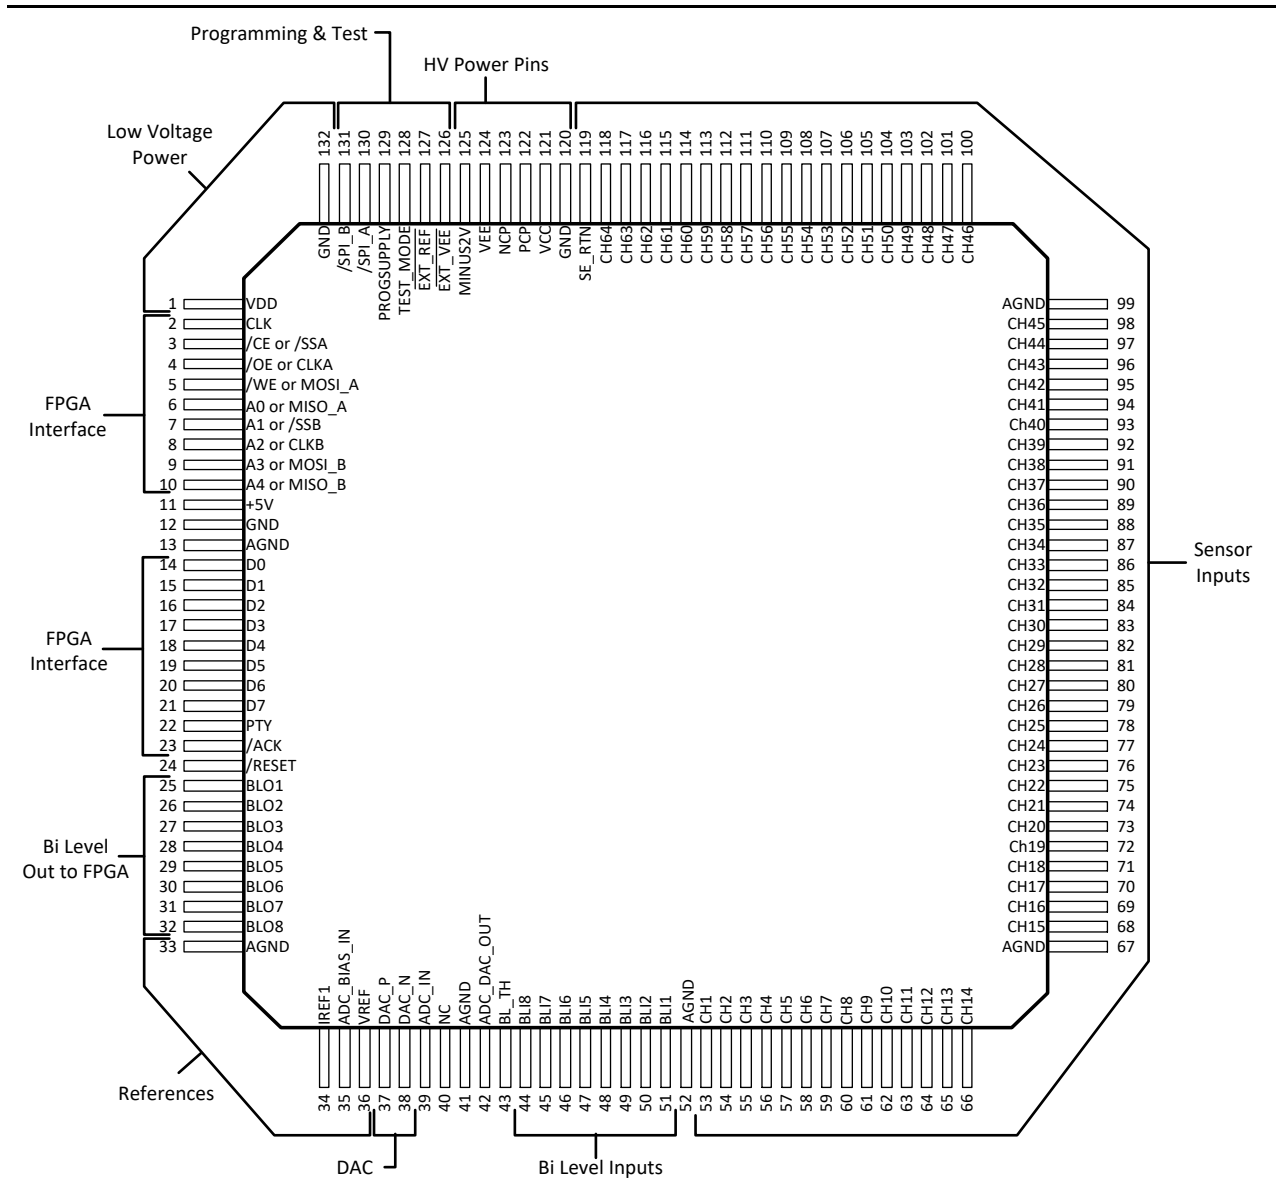 Programming & Test
HV Power Pins
Low Voltage
Power
132 131 130 129 128 127 126 125 124 123 122 121 120 119 118 117 116 115 114 113 112 111 110 109 108 107 106 105 104 103 102 101 100
GND /SPI_B /SPI_A PROGSUPPLY TEST_MODE EXT_REF EXT_VEE MINUS2V VEE NCP PCP VCC GND SE_RTN CH64 CH63 CH62 CH61 CH60 CH59 CH58 CH57 CH56 CH55 CH54 CH53 CH52 CH51 CH50 CH49 CH48 CH47 CH46
1 VDD AGND 99
2 CLK CH45 98
3 /CE or /SSA CH44 97
4 /OE or CLKA CH43 96
5 /WE or MOSI_A CH42 95
6 A0 or MISO_A CH41 94
7 A1 or /SSB Ch40 93
8 A2 or CLKB CH39 92
9 A3 or MOSI_B CH38 91
10 A4 or MISO_B CH37 90
FPGA
Interface
11 +5V CH36 89
12 GND CH35 88
13 AGND CH34 87
14 D0 CH33 86
15 D1 CH32 85
16 D2 CH31 84
17 D3 CH30 83
18 D4 CH29 82
19 D5 CH28 81
20 D6 CH27 80
21 D7 CH26 79
22 PTY CH25 78
23 /ACK CH24 77
FPGA
Interface
Sensor
Inputs
24 /RESET CH23 76
25 BLO1 CH22 75
26 BLO2 CH21 74
27 BLO3 CH20 73
28 BLO4 Ch19 72
29 BLO5 CH18 71
30 BLO6 CH17 70
31 BLO7 CH16 69
32 BLO8 CH15 68
33 AGND AGND 67
Bi Level
Out to FPGA
IREF1 ADC_BIAS_IN VREF DAC_P DAC_N ADC_IN NC AGND ADC_DAC_OUT BL_TH BLI8 BLI7 BLI6 BLI5 BLI4 BLI3 BLI2 BLI1 AGND CH1 CH2 CH3 CH4 CH5 CH6 CH7 CH8 CH9 CH10 CH11 CH12 CH13 CH14
34 35 36 37 38 39 40 41 42 43 44 45 46 47 48 49 50 51 52 53 54 55 56 57 58 59 60 61 62 63 64 65 66
References
DAC
Bi Level Inputs